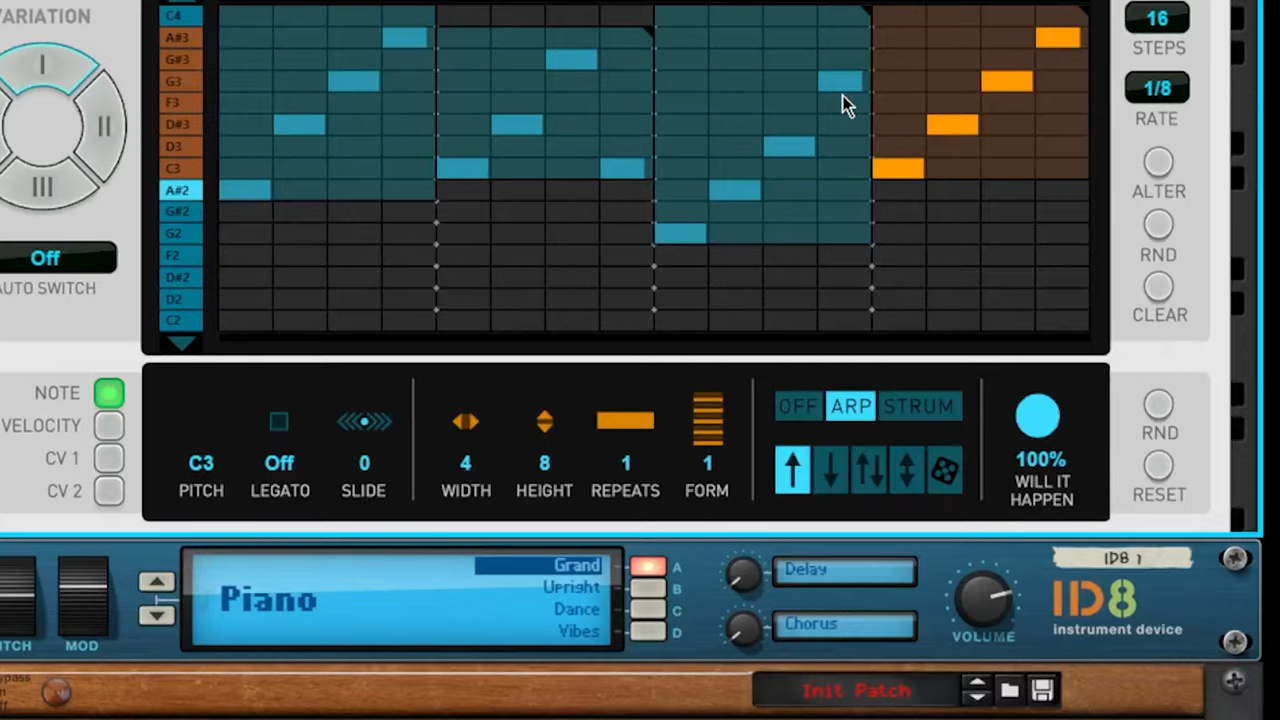 VARIATION
I
II
III
Off
AUTO SWITCH
C4
A#3
G#3
G3
F3
D#3
D3
C3
A#2
G#2
G2
F2
D#2
D2
C2
16
STEPS
1/8
RATE
ALTER
RND
CLEAR
NOTE
VELOCITY
CV 1
CV 2
C3
PITCH
Off
LEGATO
0
SLIDE
4
WIDTH
8
HEIGHT
1
REPEATS
1
FORM
OFF ARP STRUM
100%
WILL IT
HAPPEN
RND
RESET
ITCH
MOD
Piano
Grand
Upright
Dance
Vibes
A
B
C
D
Delay
Chorus
VOLUME
ID8 1
ID8
instrument device
ypass
n
ff
Init Patch